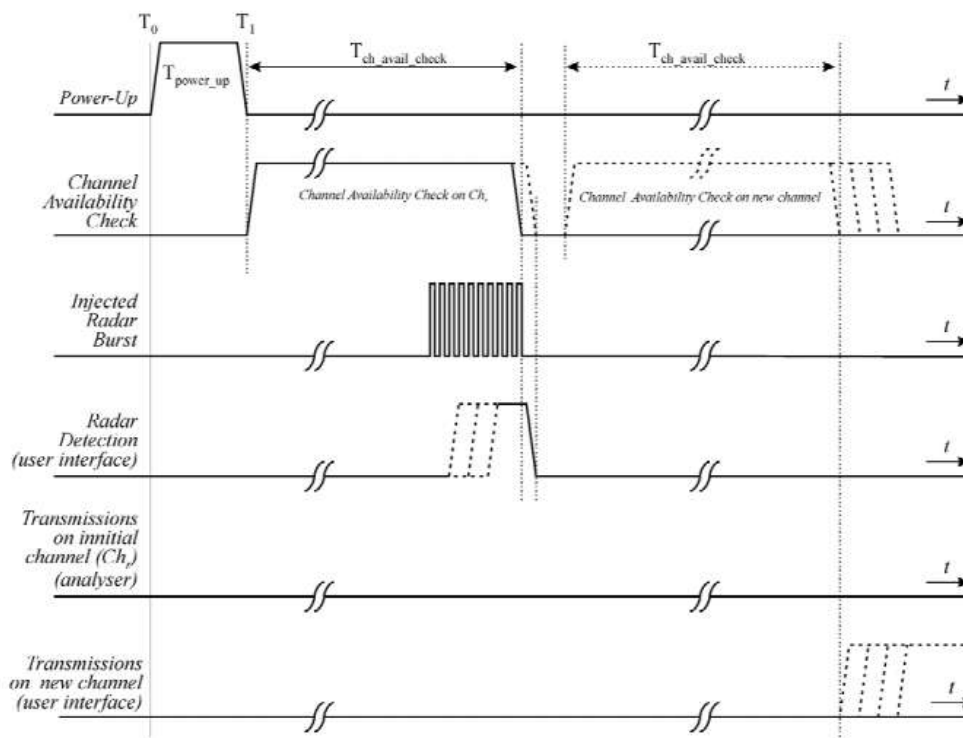 T0 T1
Tch_avail_check Tch_avail_check
Tpower_up
Power-Up t
Channel
Availability
Check
Channel Availability Check on Chr
Channel Availability Check on new channel
t
Injected
Radar
Burst
t
Radar
Detection
(user interface)
t
Transmissions
on innitial
channel (Chr)
(analyser)
t
Transmissions
on new channel
(user interface)
t